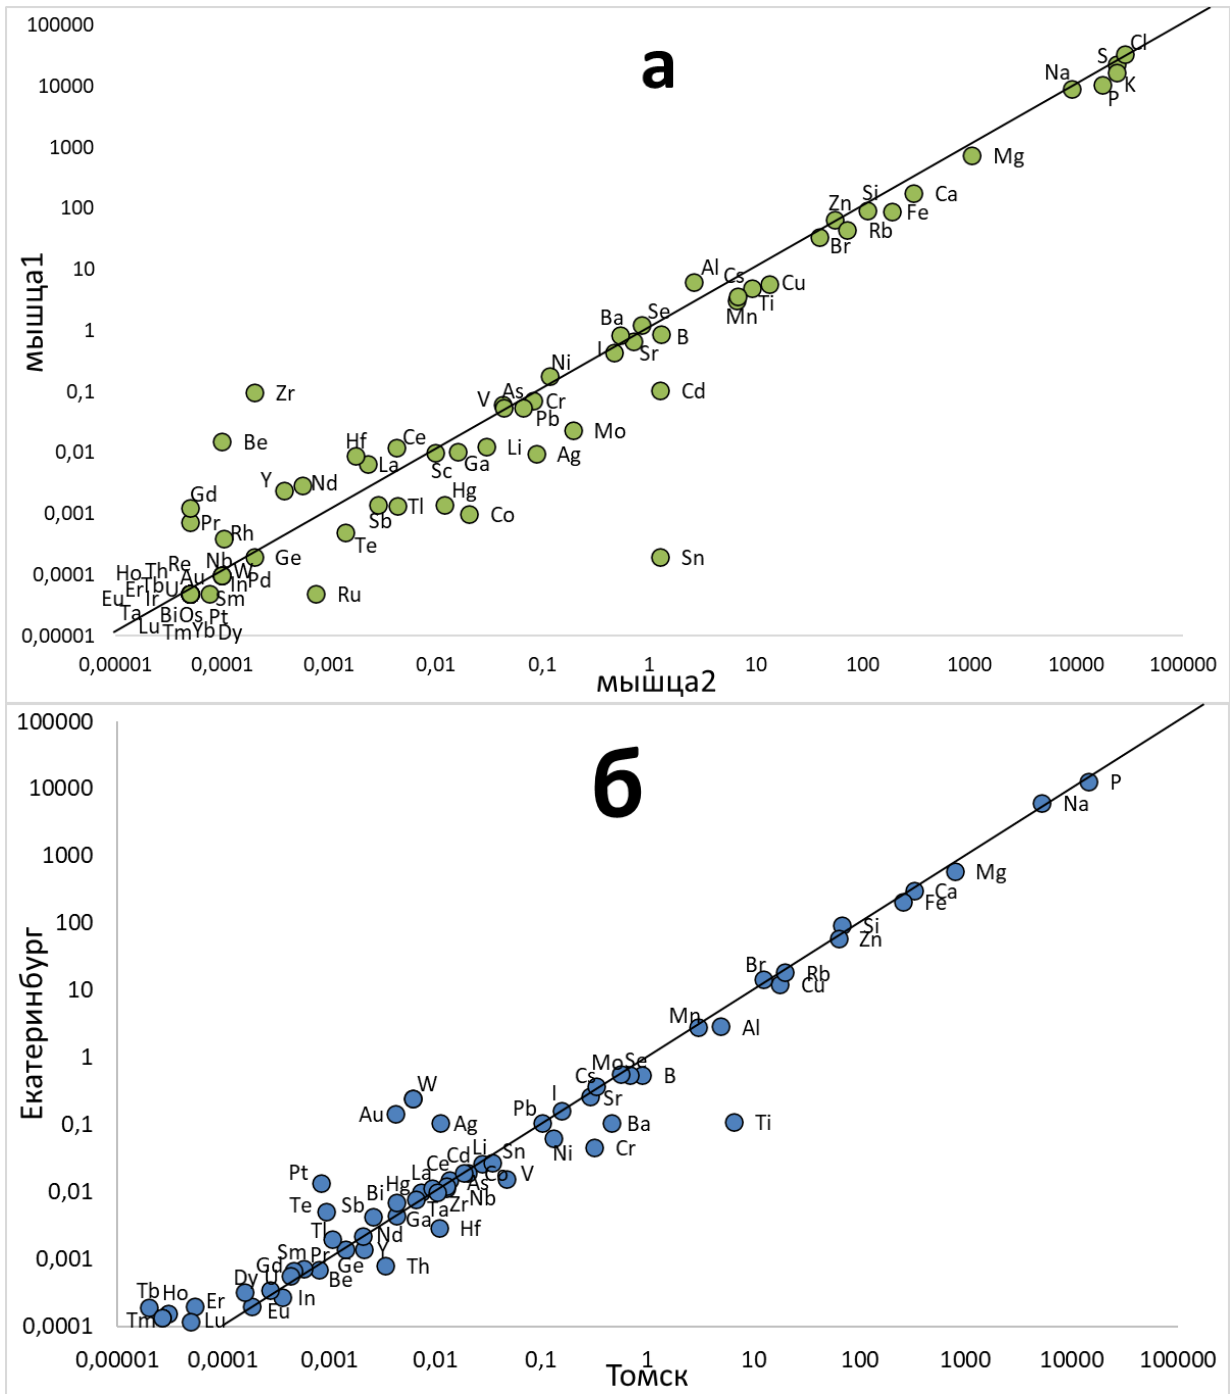 а
100000
10000
1000
100
10
1
0,1
0,01
0,001
0,0001
0,00001
мышца1
Cl
S
K
Na
P
Mg
Si
Ca
Zn
Fe
Rb
Br
Al
Cs
Cu
Ti
Mn
Se
Ba
B
I
Sr
Ni
Zr
Cd
As
V
Cr
Pb
Mo
Be
Hf
Ce
La
Li
Sc
Ga
Ag
Y
Nd
Gd
Hg
Pr
Sb
Tl
Co
Rh
Te
Nb
Ge
Sn
Ho Th Re
Au W
Er Tb U In Pd
Eu Ir Sm
Ru
Ta Bi Os Pt
Lu Tm Yb Dy
0,00001 0,0001 0,001 0,01 0,1 1 10 100 1000 10000 100000
мышца2
б
100000
10000
1000
100
10
1
0,1
0,01
0,001
0,0001
Екатеринбург
P
Na
Mg
Ca
Fe
Si
Zn
Br
Rb
Cu
Mn
Al
Mo Se
Cs
B
W
I
Sr
Au
Ag
Pb
Ba
Ti
Ni
Cr
Li
Cd
Sn
Ce
Pt
La
Co
V
Hg
As
Bi
Nb
Te
Sb
Ta
Zr
Ga
Hf
Tl
Nd
Sm
Pr
Y
Gd
Ge
Th
Dy
U
Be
Tb
Ho
Er
In
Eu
Tm
Lu
0,00001 0,0001 0,001 0,01 0,1 1 10 100 1000 10000 100000
Томск